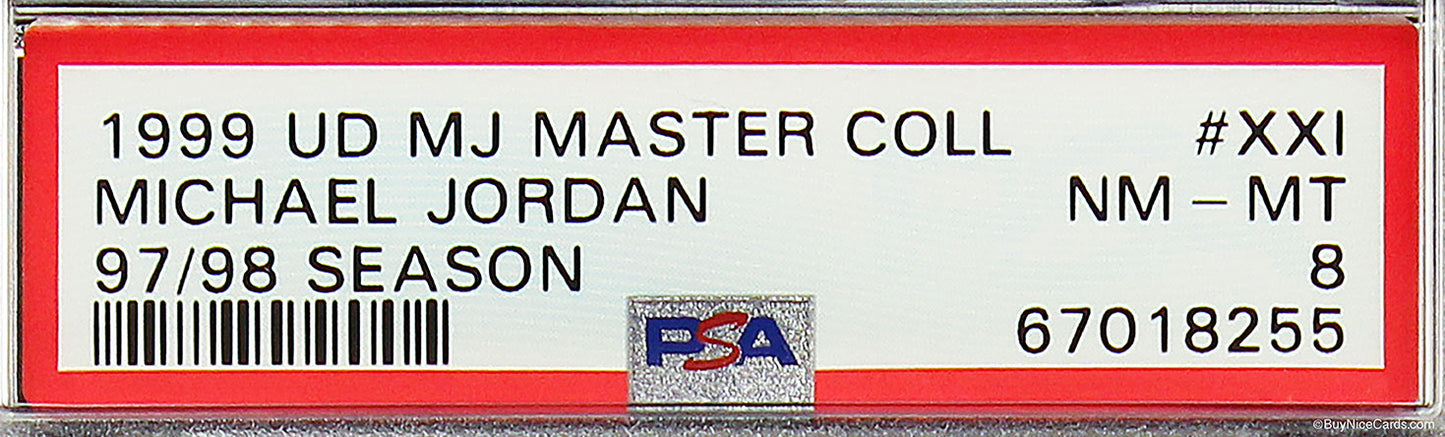 1999 UD MJ MASTER COLL #XXI
MICHAEL JORDAN NM - MT
97/98 SEASON 8
PSA 67018255
©BuyNiceCards.com